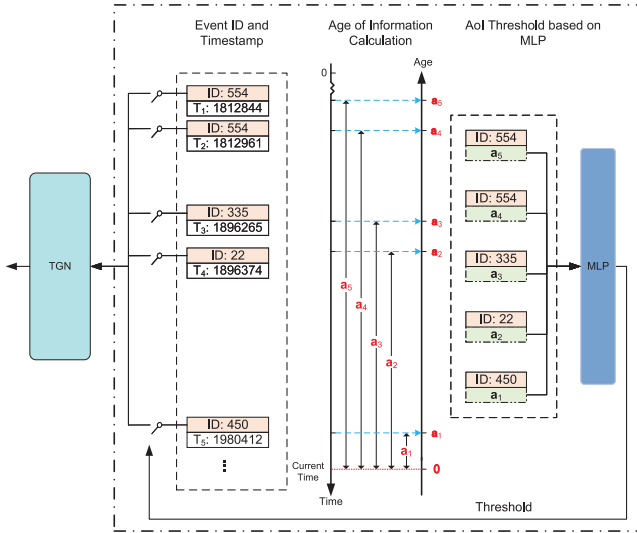 Event ID and
Timestamp
Age of Information
Calculation
AoI Threshold based on
MLP
Age
0
ID: 554
T1: 1812844
ID: 554
T2: 1812961
ID: 335
T3: 1896265
ID: 22
T4: 1896374
ID: 450
T5: 1980412
TGN
a5
a4
a3
a2
a1
a5
a4
a3
a2
a1
0
Current
Time
Time
ID: 554
a5
ID: 554
a4
ID: 335
a3
ID: 22
a2
ID: 450
a1
MLP
Threshold